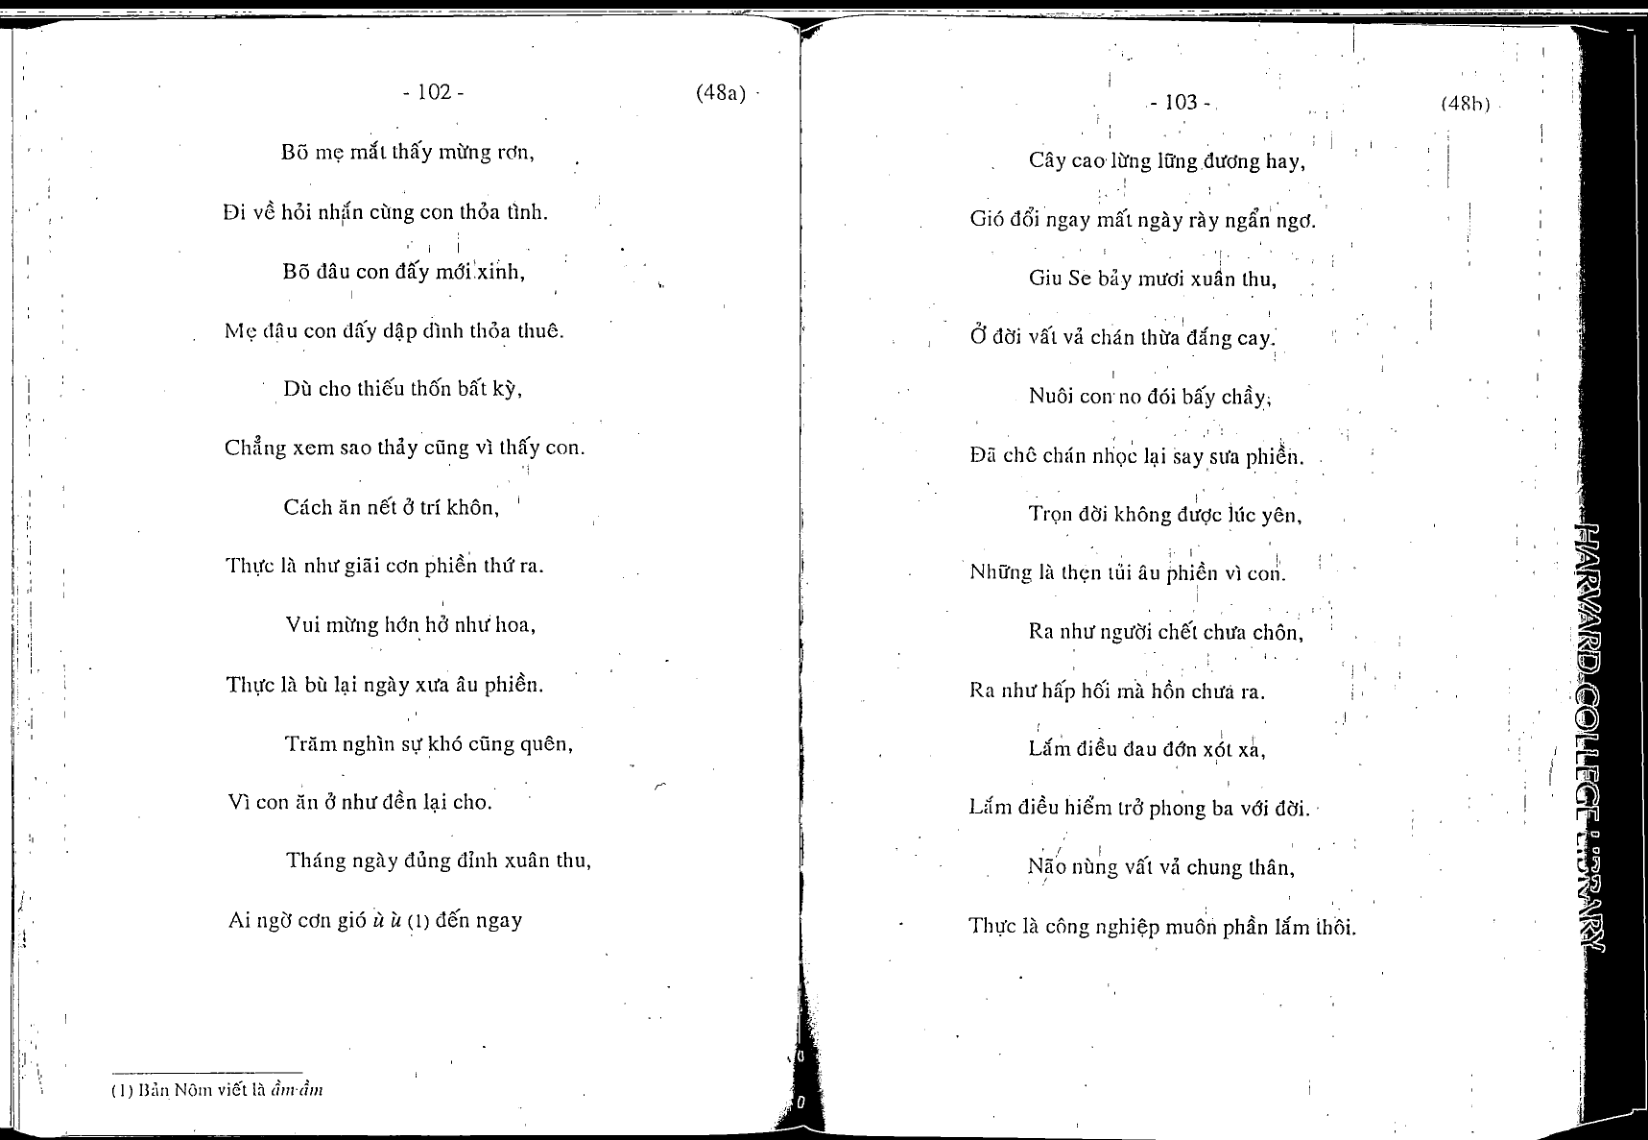 - 102 - (48a)
Bõ mẹ mắt thấy mừng rơn,
Đi về hỏi nhắn cùng con thỏa tình.
Bõ đâu con đấy mới xinh,
Mẹ đâu con đấy dập dình thỏa thuê.
Dù cho thiếu thốn bất kỳ,
Chẳng xem sao thảy cũng vì thấy con.
Cách ăn nết ở trí khôn,
Thực là như giãi cơn phiền thứ ra.
Vui mừng hớn hở như hoa,
Thực là bù lại ngày xưa âu phiền.
Trăm nghìn sự khó cũng quên,
Vì con ăn ở như đền lại cho.
Tháng ngày đủng đỉnh xuân thu,
Ai ngờ cơn gió ù ù (1) đến ngay
(1) Bản Nôm viết là ầm ầm
- 103 - (48b)
Cây cao lừng lững đương hay,
Gió đổi ngay mất ngày rày ngẩn ngơ.
Giu Se bảy mươi xuân thu,
Ở đời vất vả chán thừa đắng cay.
Nuôi con no đói bấy chầy,
Đã chê chán nhọc lại say sưa phiền.
Trọn đời không được lúc yên,
Những là thẹn tủi âu phiền vì con.
Ra như người chết chưa chôn,
Ra như hấp hối mà hồn chưa ra.
Lắm điều đau đớn xót xa,
Lắm điều hiểm trở phong ba với đời.
Não nùng vất vả chung thân,
Thực là công nghiệp muôn phần lắm thôi.
HARVARD COLLEGE LIBRARY